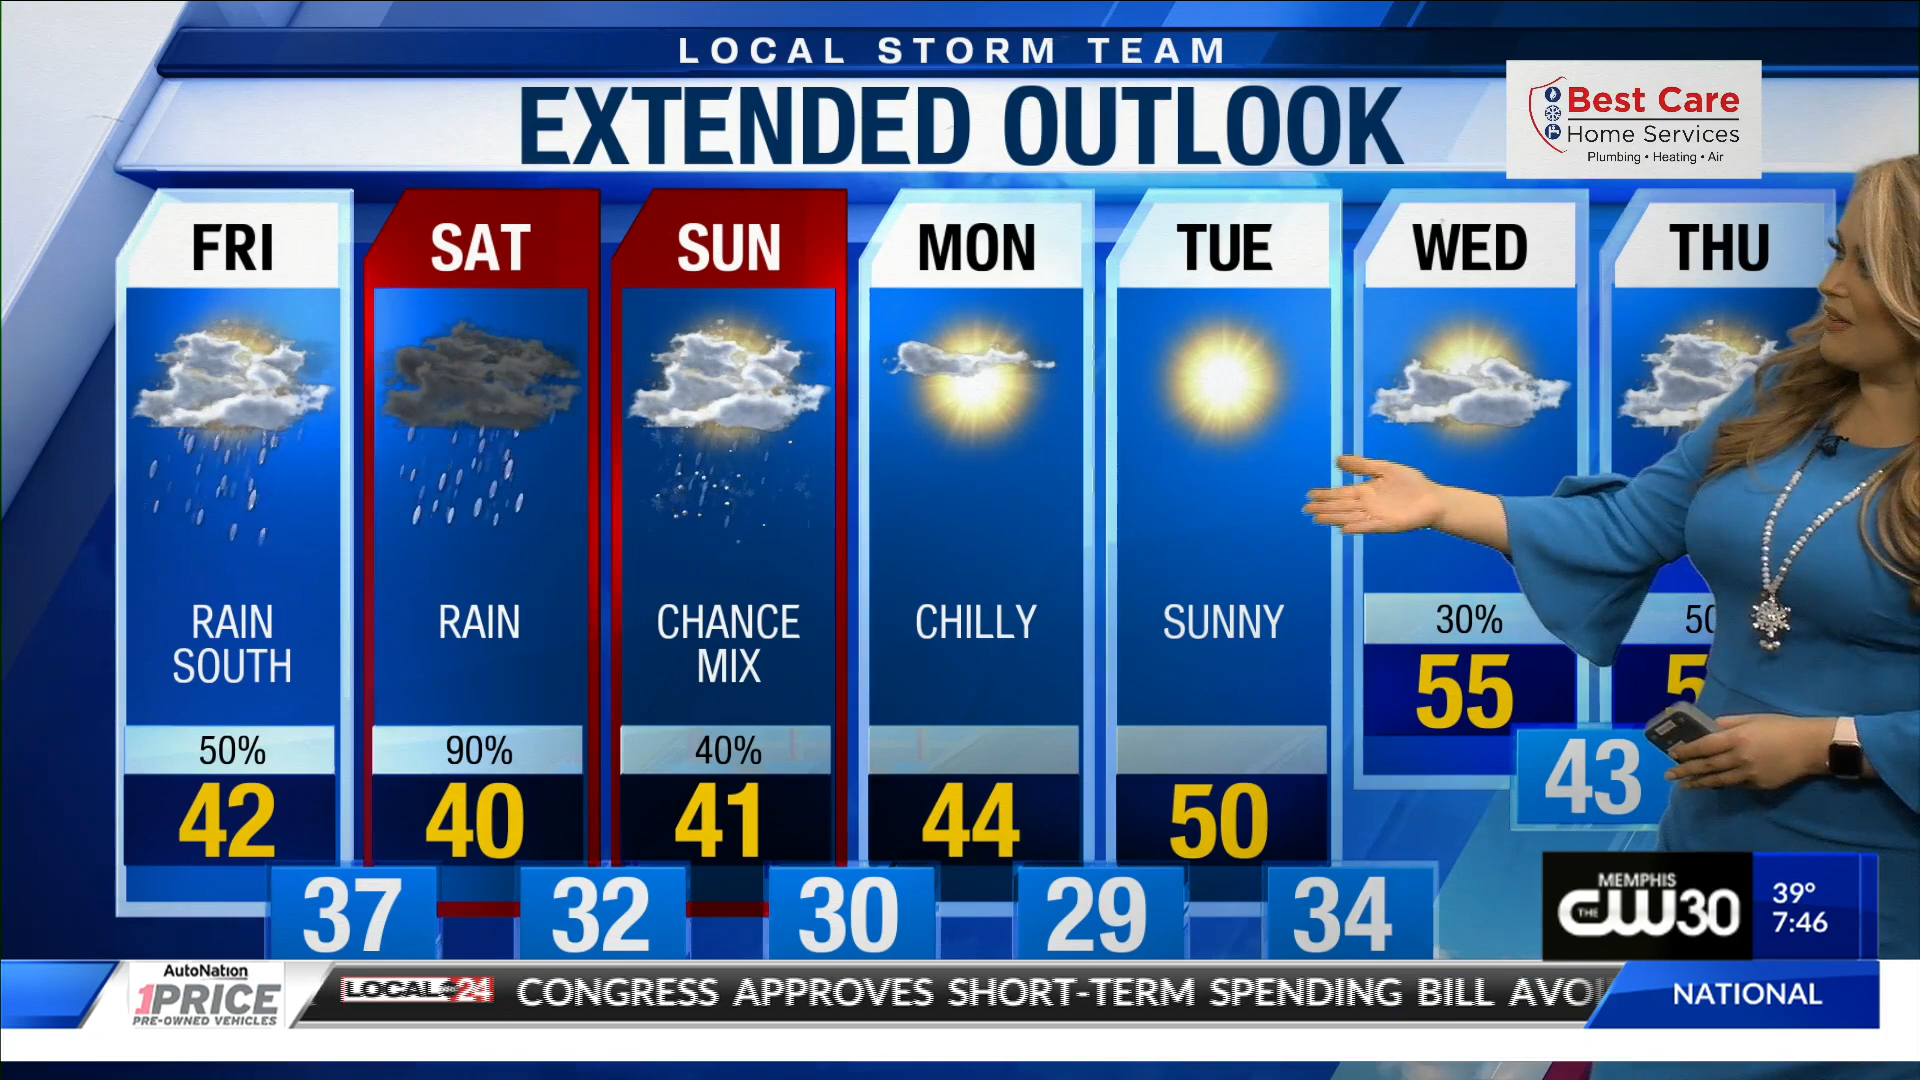 LOCAL STORM TEAM
EXTENDED OUTLOOK
Best Care
Home Services
Plumbing • Heating • Air
FRI
SAT
SUN
MON
TUE
WED
THU
RAIN
SOUTH
RAIN
CHANCE
MIX
CHILLY
SUNNY
50%
90%
40%
30%
42
40
41
44
50
55
37
32
30
29
34
43
MEMPHIS
THE CW30
39°
7:46
AutoNation
1PRICE
PRE-OWNED VEHICLES
LOCAL 24
CONGRESS APPROVES SHORT-TERM SPENDING BILL
NATIONAL